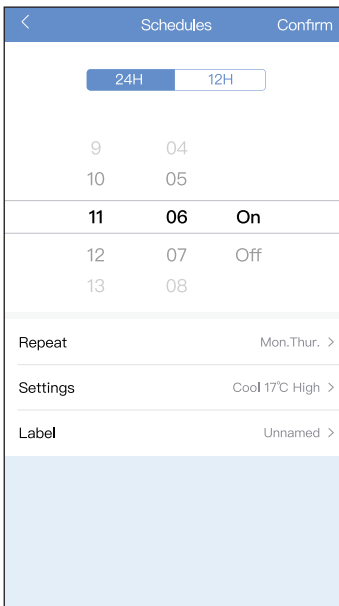 Schedules Confirm
24H 12H
9 04
10 05
11 06 On
12 07 Off
13 08
Repeat Mon.Thur.
Settings Cool 17℃ High
Label Unnamed